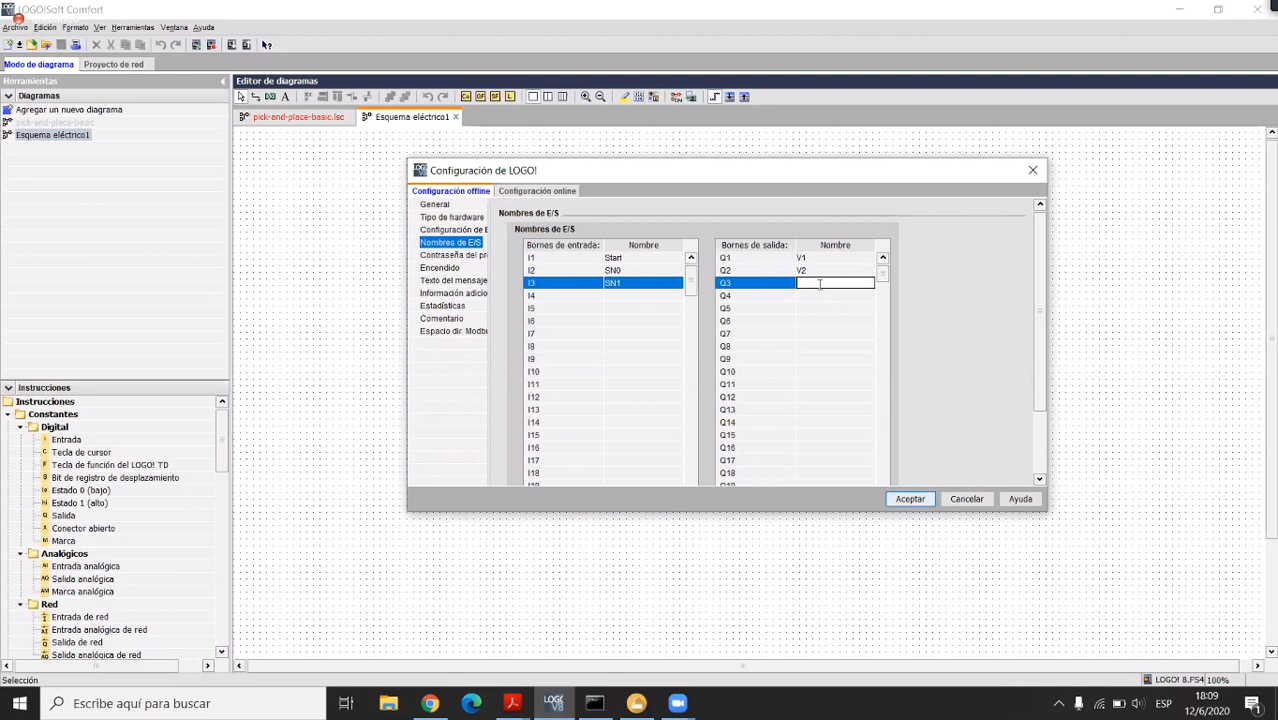 LOGO!Soft Comfort
Archivo Edición Formato Ver Herramientas Ventana Ayuda
Modo de diagrama Proyecto de red
Herramientas
Diagramas
Agregar un nuevo diagrama
pick-and-place-basic
Esquema eléctrico1
Editor de diagramas
pick-and-place-basic.lsc Esquema eléctrico1
Configuración de LOGO!
Configuración offline Configuración online
General
Tipo de hardware
Configuración de E
Nombres de E/S
Contraseña del pr
Encendido
Texto del mensaje
Información adicio
Estadísticas
Comentario
Espacio dir. Modb
Nombres de E/S
Nombres de E/S
Bornes de entrada: Nombre Bornes de salida: Nombre
I1 Start Q1 V1
I2 SN0 Q2 V2
I3 SN1 Q3
I4 Q4
I5 Q5
I6 Q6
I7 Q7
I8 Q8
I9 Q9
I10 Q10
I11 Q11
I12 Q12
I13 Q13
I14 Q14
I15 Q15
I16 Q16
I17 Q17
I18 Q18
Aceptar Cancelar Ayuda
Instrucciones
Instrucciones
Constantes
Digital
Entrada
Tecla de cursor
Tecla de función del LOGO! TD
Bit de registro de desplazamiento
Estado 0 (bajo)
Estado 1 (alto)
Salida
Conector abierto
Marca
Analógicos
Entrada analógica
Salida analógica
Marca analógica
Red
Entrada de red
Entrada analógica de red
Salida de red
Salida analógica de red
Selección
LOGO! 8.FS4 100%
Escribe aquí para buscar
ESP
18:09
12/6/2020